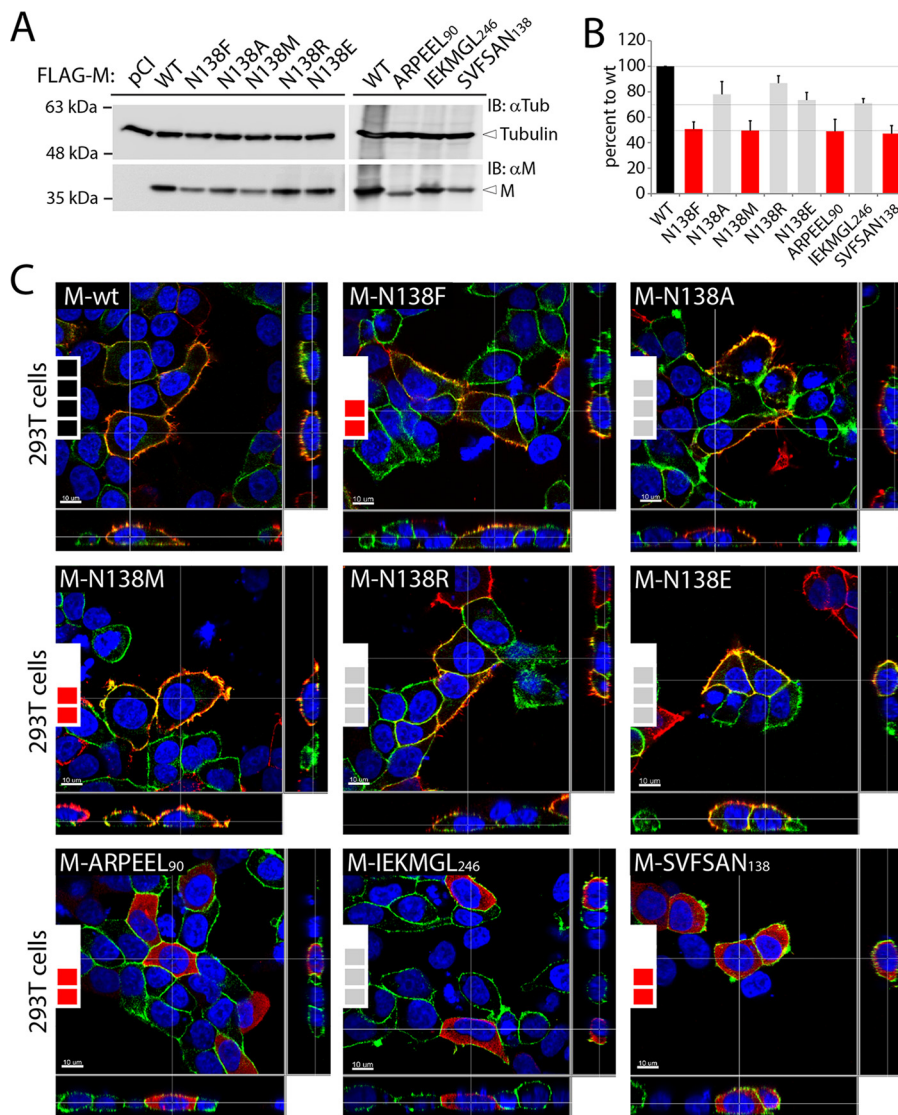 A
FLAG-M:
pCI
WT
N138F
N138A
N138M
N138R
N138E
WT
ARPEEL90
IEKMGL246
SVFSAN138
63 kDa
48 kDa
35 kDa
IB: αTub
Tubulin
IB: αM
M
B
percent to wt
120
100
80
60
40
20
0
WT
N138F
N138A
N138M
N138R
N138E
ARPEEL90
IEKMGL246
SVFSAN138
C
293T cells
M-wt
10 um
M-N138F
10 um
M-N138A
10 um
293T cells
M-N138M
10 um
M-N138R
10 um
M-N138E
10 um
293T cells
M-ARPEEL90
10 um
M-IEKMGL246
10 um
M-SVFSAN138
10 um